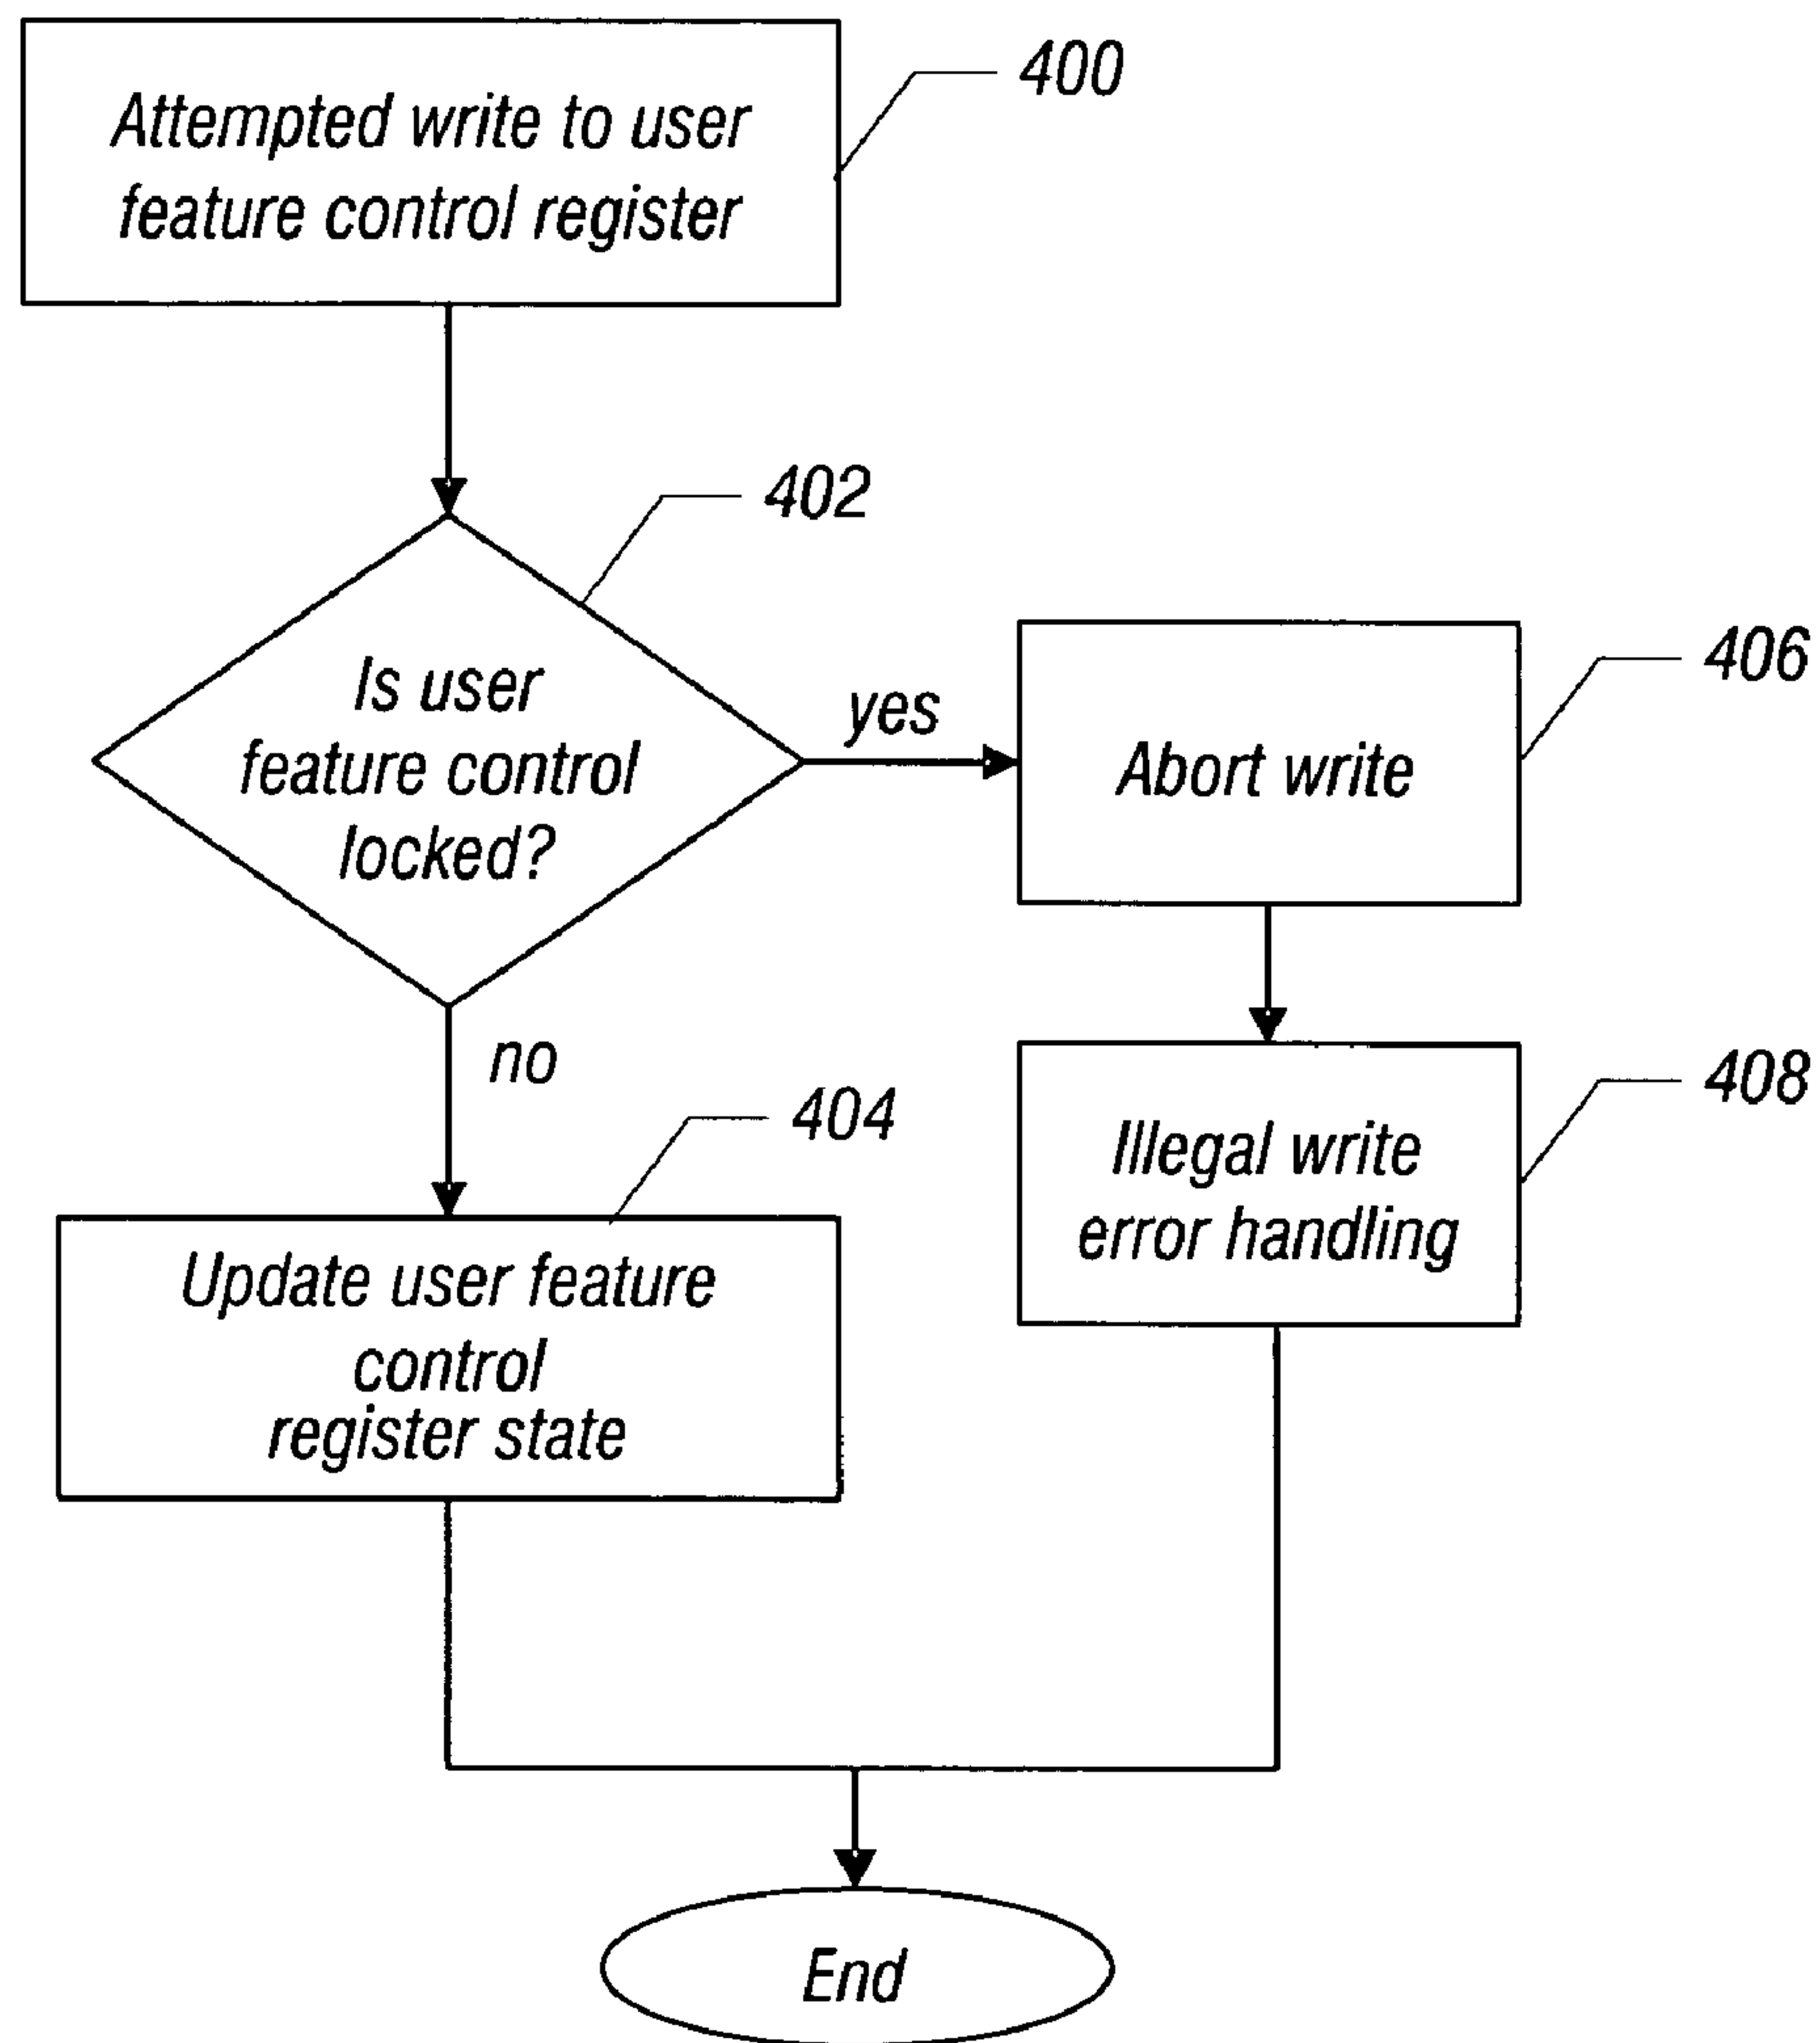 Attempted write to user
feature control register
400
402
Is user
feature control
locked?
yes
Abort write
406
no
404
Update user feature
control
register state
Illegal write
error handling
408
End